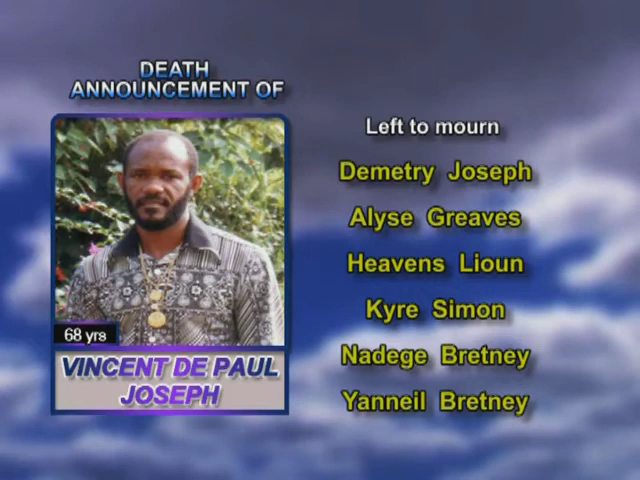 DEATH
ANNOUNCEMENT OF
68 yrs
VINCENT DE PAUL
JOSEPH
Left to mourn
Demetry Joseph
Alyse Greaves
Heavens Lioun
Kyre Simon
Nadege Bretney
Yanneil Bretney